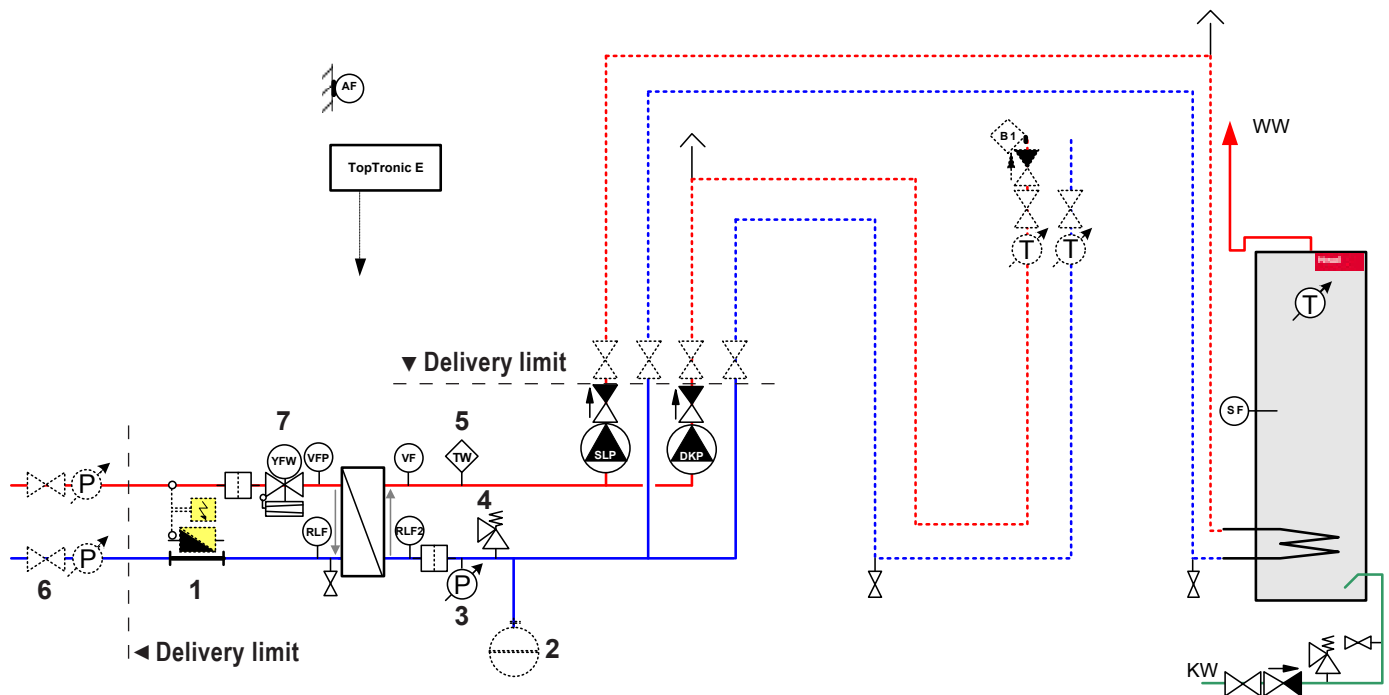 AF
WW
B 1
TopTronic E
T T
T
▼ Delivery limit
SF
7 5
YFW VFP VF TW SLP DKP
P
4
RLF RLF2
P P
6 1 3 2
◄ Delivery limit
KW